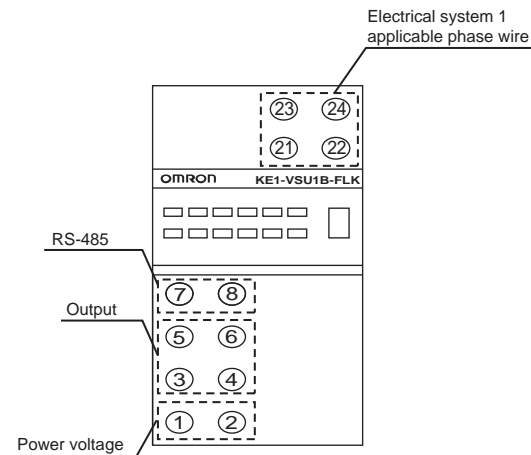 Electrical system 1
applicable phase wire
23 24
21 22
OMRON KE1-VSU1B-FLK
RS-485
7 8
Output
5 6
3 4
1 2
Power voltage